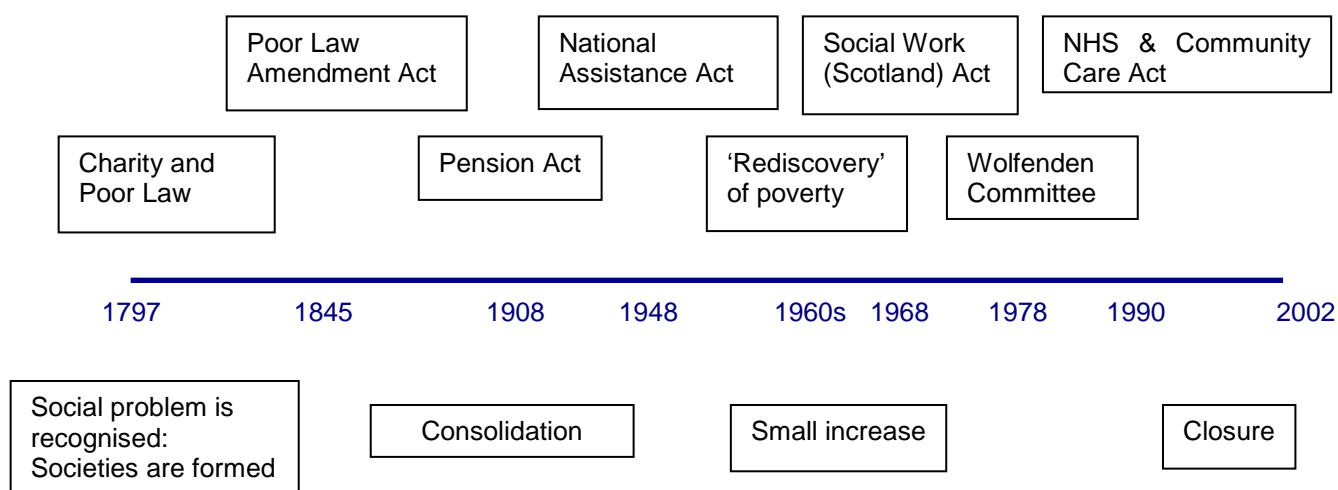 Poor Law
Amendment Act
National
Assistance Act
Social Work
(Scotland) Act
NHS & Community
Care Act
Charity and
Poor Law
Pension Act
‘Rediscovery’
of poverty
Wolfenden
Committee
1797 1845 1908 1948 1960s 1968 1978 1990 2002
Social problem is
recognised:
Societies are formed
Consolidation
Small increase
Closure